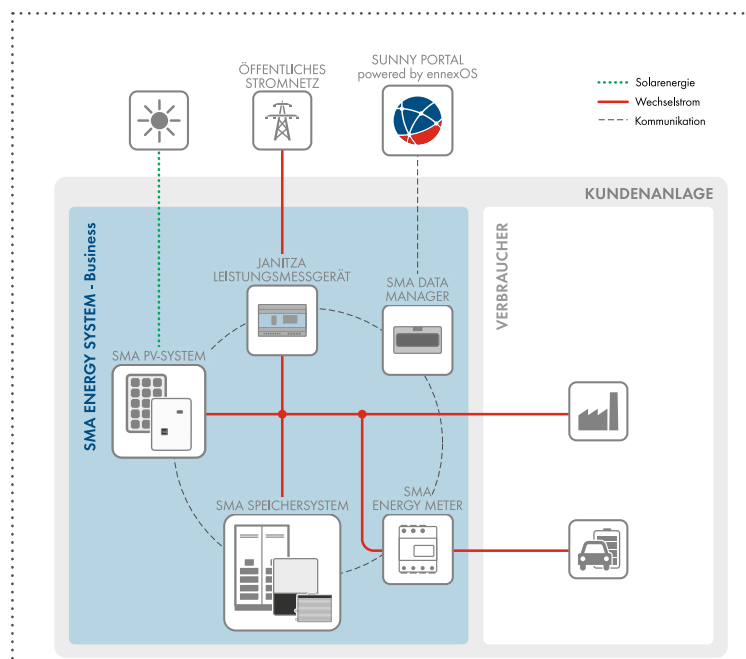 ÖFFENTLICHES
STROMNETZ
SUNNY PORTAL
powered by ennexOS
Solarenergie
Wechselstrom
Kommunikation
KUNDENANLAGE
SMA ENERGY SYSTEM - Business
VERBRAUCHER
JANITZA
LEISTUNGSMESSGERÄT
SMA DATA
MANAGER
SMA PV-SYSTEM
SMA SPEICHERSYSTEM
SMA
ENERGY METER